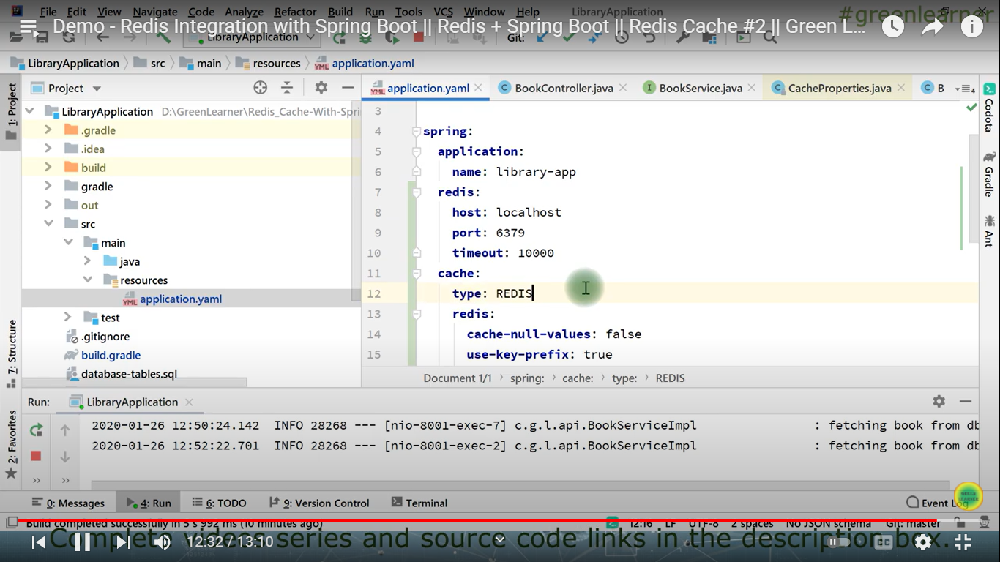 File Edit View Navigate Code Analyze Refactor Build Run Tools VCS Window Help LibraryApplication
#greenlearner
Demo - Redis Integration with Spring Boot || Redis + Spring Boot || Redis Cache #2 || Green L...
LibraryApplication Git:
LibraryApplication src main resources application.yaml
Project
application.yaml BookController.java BookService.java CacheProperties.java B 4
LibraryApplication D:\GreenLearner\Redis_Cache-With-Spri
.gradle
.idea
build
gradle
out
src
main
java
resources
application.yaml
test
.gitignore
build.gradle
database-tables.sql
3
4 spring:
5 application:
6 name: library-app
7 redis:
8 host: localhost
9 port: 6379
10 timeout: 10000
11 cache:
12 type: REDIS
13 redis:
14 cache-null-values: false
15 use-key-prefix: true
Document 1/1 spring: cache: type: REDIS
1: Project
7: Structure
2: Favorites
Codota
Gradle
Ant
Run: LibraryApplication
2020-01-26 12:50:24.142 INFO 28268 --- [nio-8001-exec-7] c.g.l.api.BookServiceImpl : fetching book from db
2020-01-26 12:52:22.701 INFO 28268 --- [nio-8001-exec-2] c.g.l.api.BookServiceImpl : fetching book from db
0: Messages 4: Run 6: TODO 9: Version Control Terminal Event Log
GREEN
LEARNER
Build completed successfully in 5 s 992 ms (10 minutes ago) 12:16 LF UTF-8 2 spaces No JSON schema Git: master
Complete video series and source code links in the description box.
12:32 / 13:10
CC